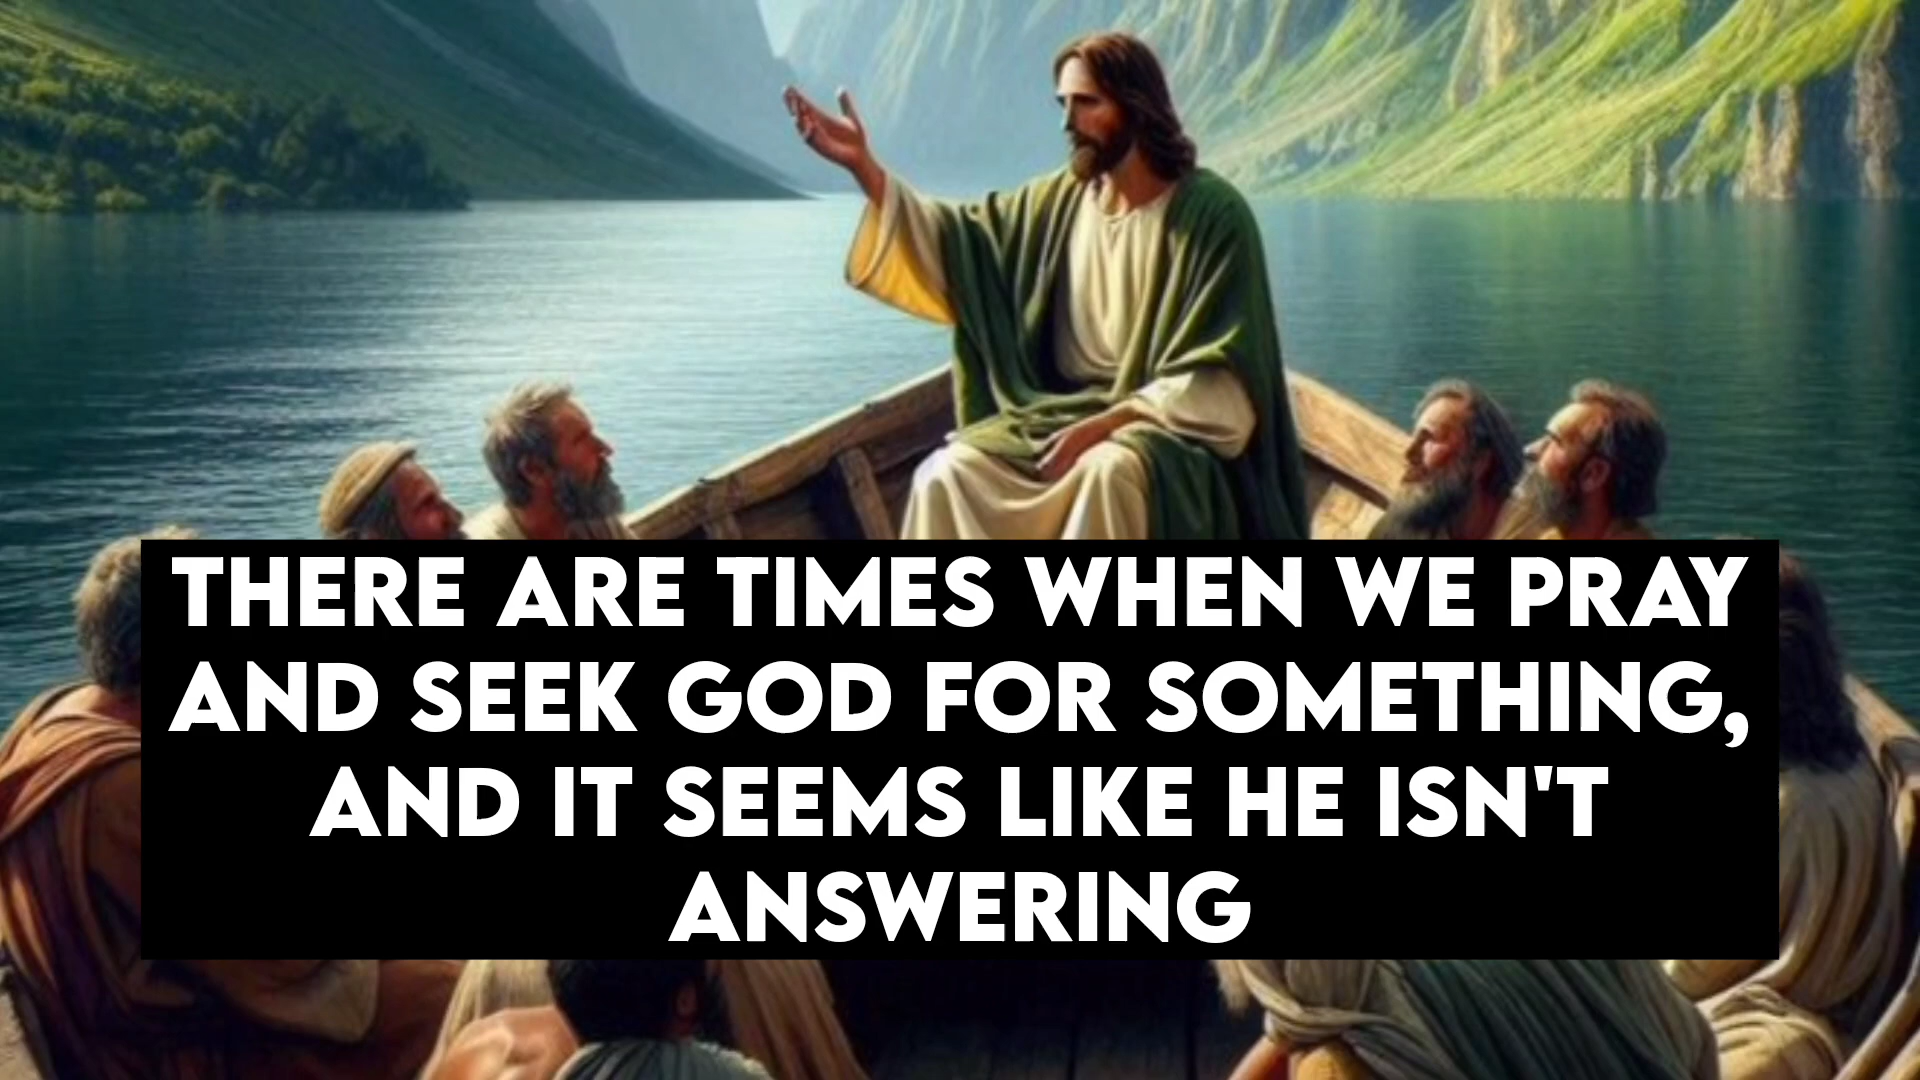 THERE ARE TIMES WHEN WE PRAY
AND SEEK GOD FOR SOMETHING,
AND IT SEEMS LIKE HE ISN'T
ANSWERING